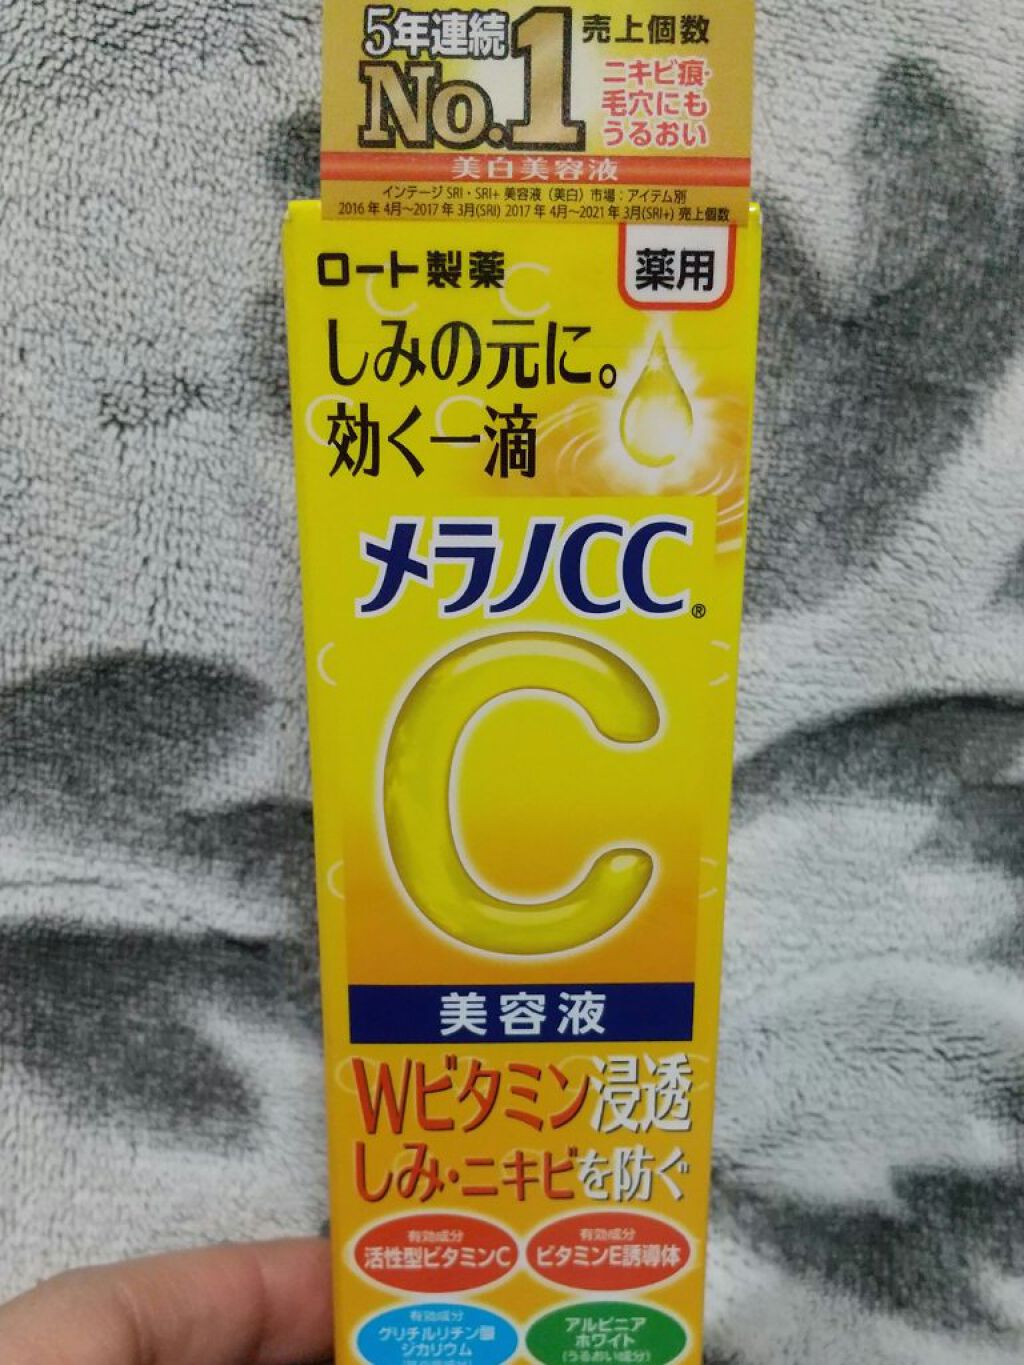 5年連続
No.1
売上個数
ニキビ痕・
毛穴にも
うるおい
美白美容液
インテージ SRI・SRI+ 美容液（美白）市場：アイテム別
2016年4月〜2017年3月(SRI) 2017年4月〜2021年3月(SRI+) 売上個数
ロート製薬
薬用
しみの元に。
効く一滴
メラノCC®
C
美容液
Wビタミン浸透
しみ・ニキビを防ぐ
有効成分
活性型ビタミンC
有効成分
ビタミンE誘導体
有効成分
グリチルリチン酸
ジカリウム
アルピニア
ホワイト
(うるおい成分)